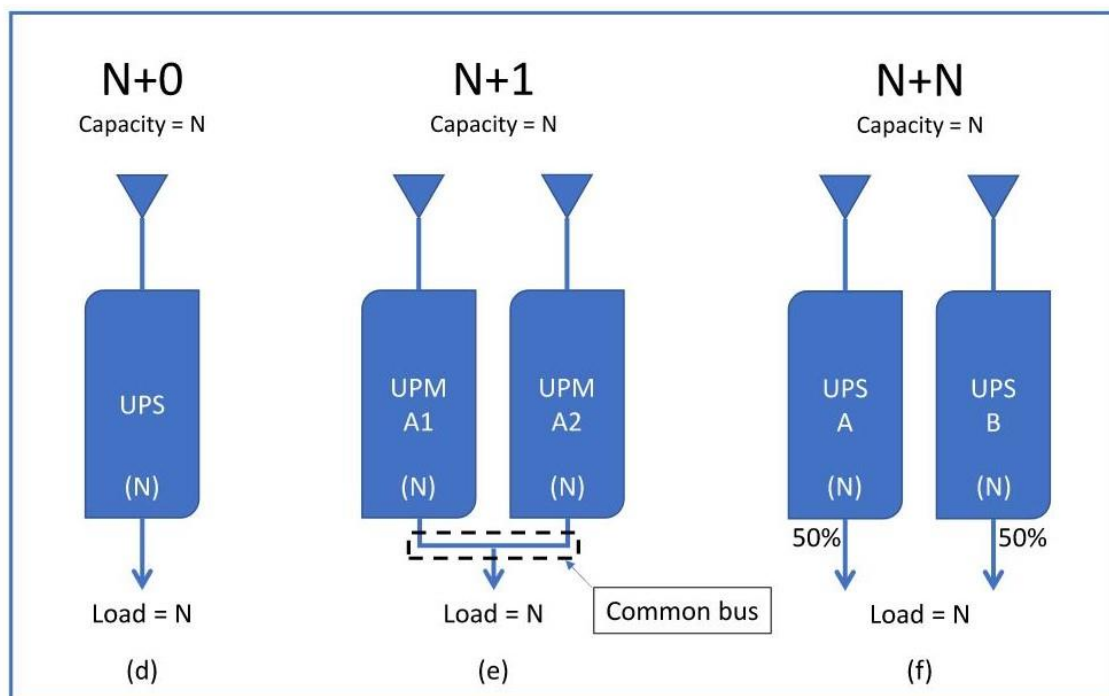 N+0
Capacity = N
UPS
(N)
Load = N
(d)
N+1
Capacity = N
UPM
A1
(N)
UPM
A2
(N)
Common bus
Load = N
(e)
N+N
Capacity = N
UPS
A
(N)
50%
UPS
B
(N)
50%
Load = N
(f)